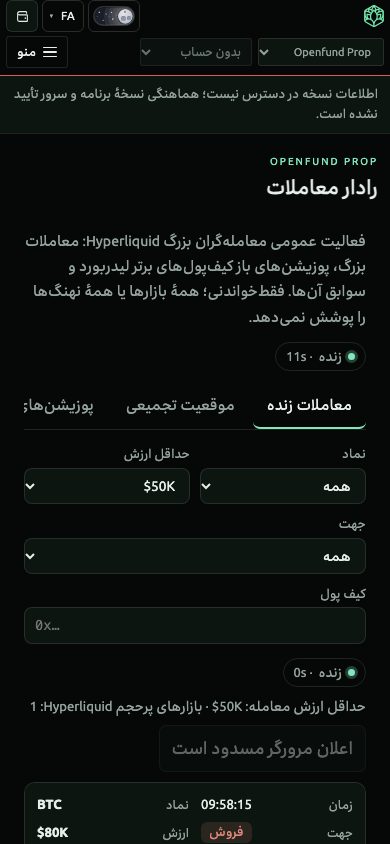 FA
Openfund Prop
بدون حساب
منو
اطلاعات نسخه در دسترس نیست؛ هماهنگی نسخهٔ برنامه و سرور تأیید
نشده است.
OPENFUND PROP
رادار معاملات
فعالیت عمومی معامله‌گران بزرگ Hyperliquid: معاملات
بزرگ، پوزیشن‌های باز کیف‌پول‌های برتر لیدربورد و
سوابق آن‌ها. فقط‌خواندنی؛ همهٔ بازارها یا همهٔ نهنگ‌ها
را پوشش نمی‌دهد.
زنده · 11s
معاملات زنده موقعیت تجمیعی پوزیشن‌های
نماد حداقل ارزش
همه $50K
جهت
همه
کیف پول
0x…
زنده · 0s
حداقل ارزش معامله: $50K · بازارهای پرحجم Hyperliquid: 1
اعلان مرورگر مسدود است
زمان 09:58:15 نماد BTC
جهت فروش ارزش $80K